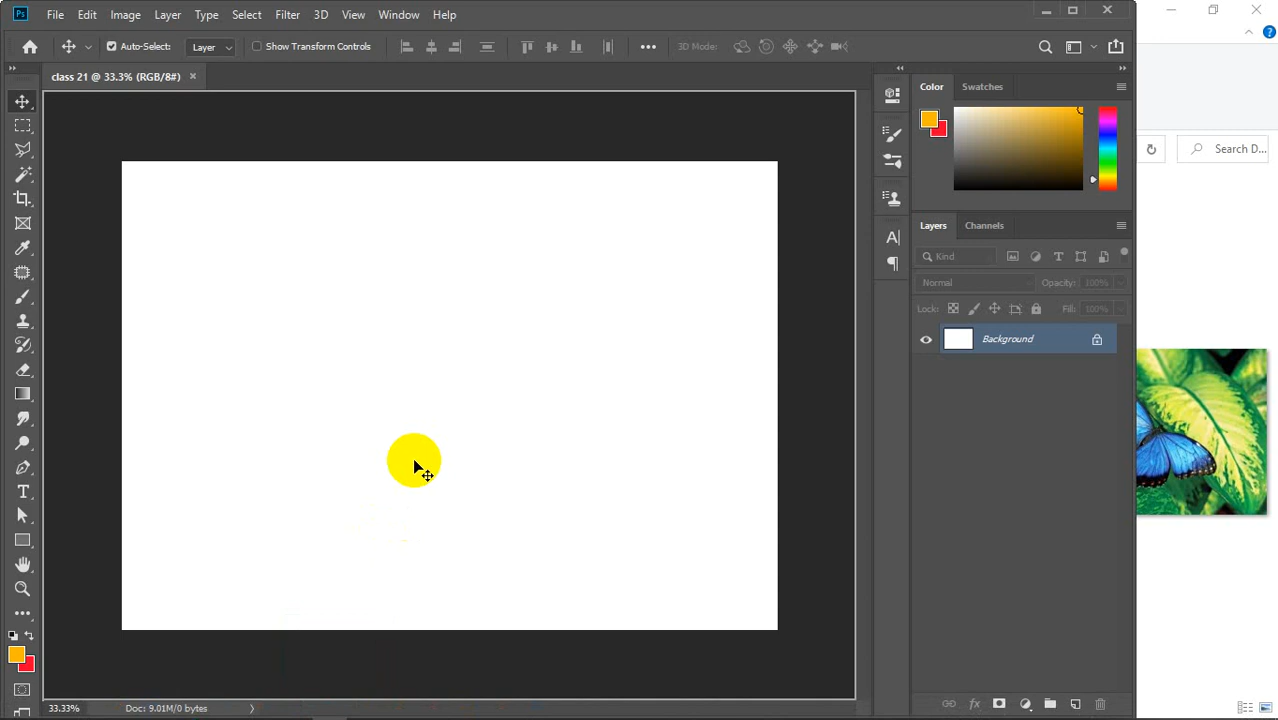 Ps File Edit Image Layer Type Select Filter 3D View Window Help
Auto-Select: Layer Show Transform Controls 3D Mode:
class 21 @ 33.3% (RGB/8#) ×
Color Swatches
Search D...
Layers Channels
Kind
Normal Opacity: 100%
Lock: Fill: 100%
Background
33.33% Doc: 9.01M/0 bytes